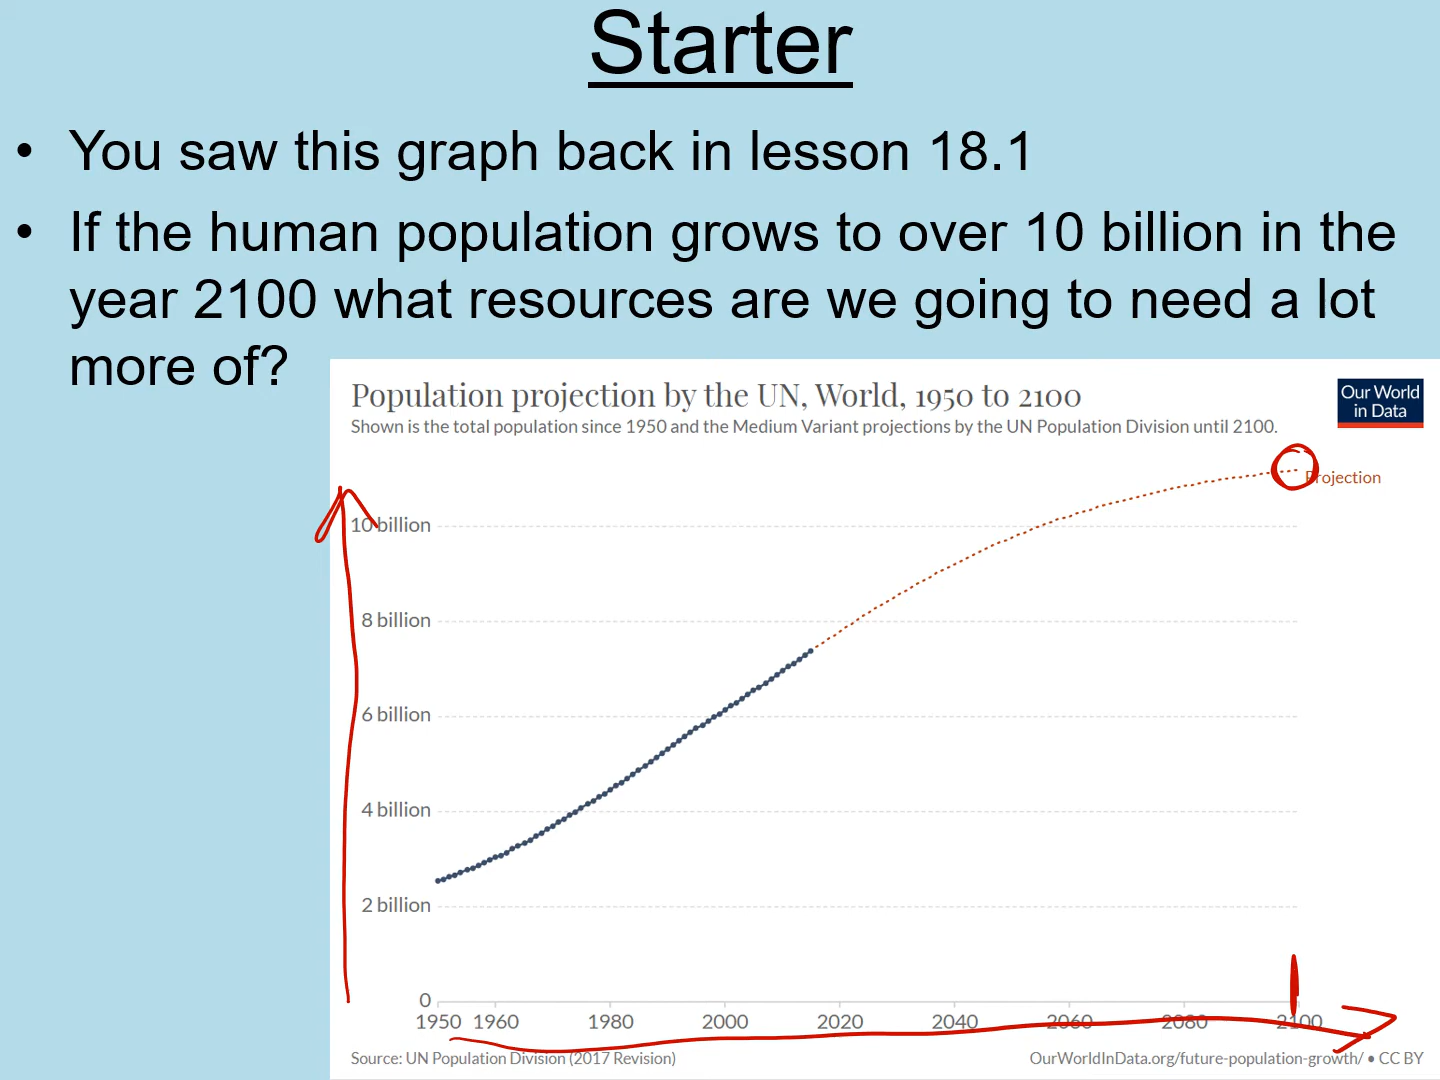 Starter
• You saw this graph back in lesson 18.1
• If the human population grows to over 10 billion in the
year 2100 what resources are we going to need a lot
more of?
Population projection by the UN, World, 1950 to 2100
Our World
in Data
Shown is the total population since 1950 and the Medium Variant projections by the UN Population Division until 2100.
Projection
10 billion
8 billion
6 billion
4 billion
2 billion
0
1950 1960 1980 2000 2020 2040 2060 2080 2100
Source: UN Population Division (2017 Revision)
OurWorldInData.org/future-population-growth/ • CC BY